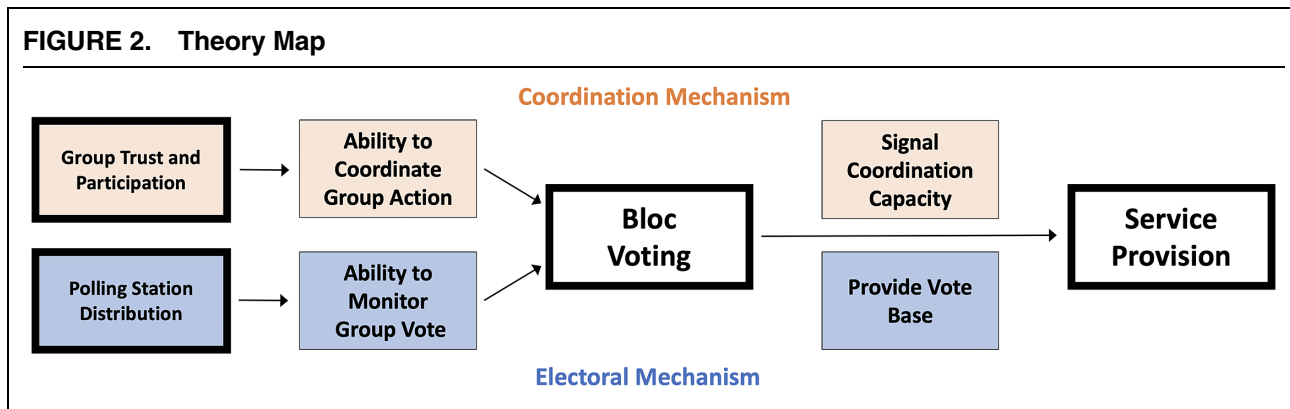 FIGURE 2. Theory Map
Coordination Mechanism
Group Trust and
Participation
Ability to
Coordinate
Group Action
Signal
Coordination
Capacity
Bloc
Voting
Service
Provision
Polling Station
Distribution
Ability to
Monitor
Group Vote
Provide Vote
Base
Electoral Mechanism